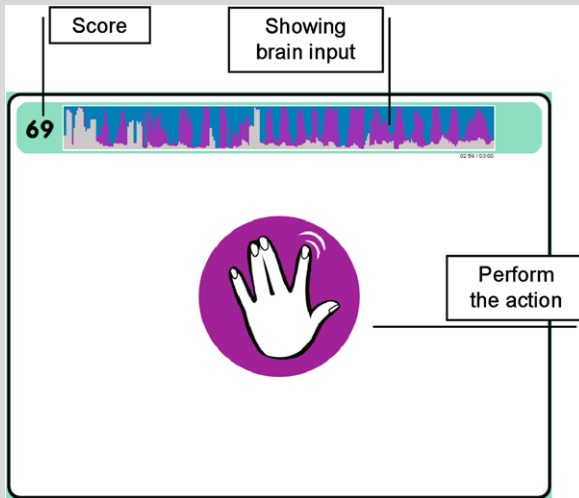 Score
Showing
brain input
69
02:59 / 03:00
Perform
the action